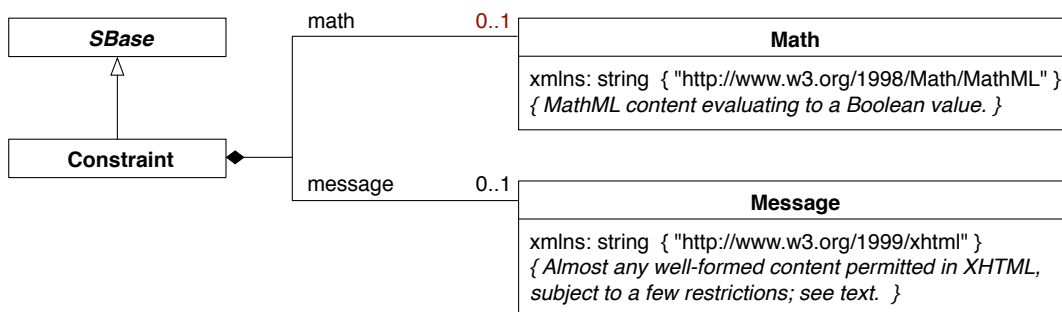 SBase
Constraint
math 0..1
Math
xmlns: string { "http://www.w3.org/1998/Math/MathML" }
{ MathML content evaluating to a Boolean value. }
message 0..1
Message
xmlns: string { "http://www.w3.org/1999/xhtml" }
{ Almost any well-formed content permitted in XHTML,
subject to a few restrictions; see text. }